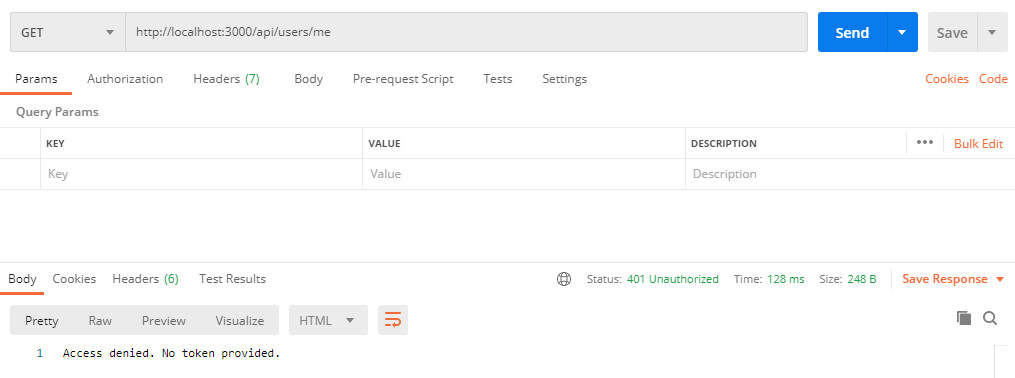 GET http://localhost:3000/api/users/me Send Save
Params Authorization Headers (7) Body Pre-request Script Tests Settings Cookies Code
Query Params
KEY VALUE DESCRIPTION ••• Bulk Edit
Key Value Description
Body Cookies Headers (6) Test Results Status: 401 Unauthorized Time: 128 ms Size: 248 B Save Response
Pretty Raw Preview Visualize HTML
1 Access denied. No token provided.